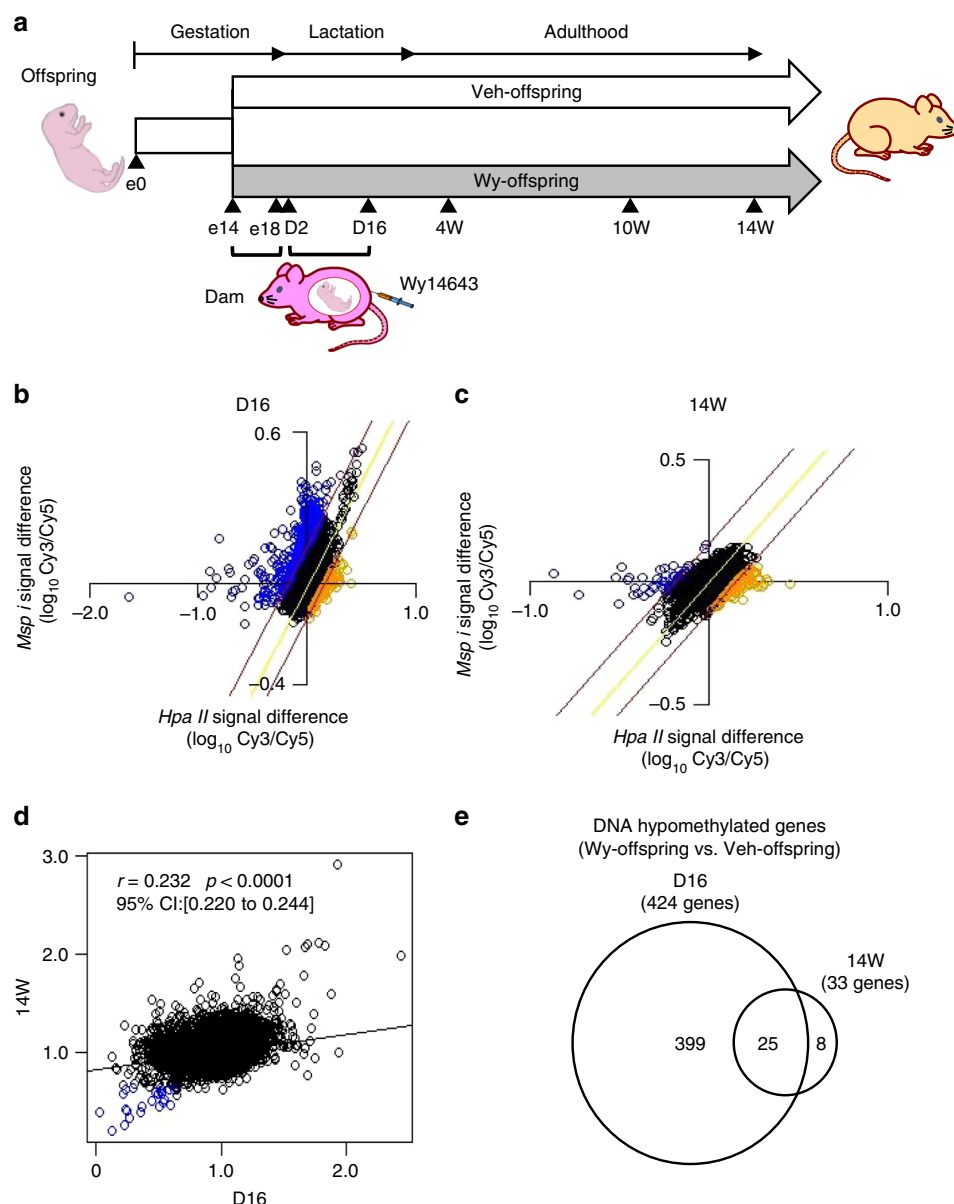 a
Gestation
Lactation
Adulthood
Offspring
Veh-offspring
Wy-offspring
e0
e14
e18
D2
D16
4W
10W
14W
Dam
Wy14643
b
D16
0.6
-2.0
-1.0
1.0
–0.4
Msp i signal difference
(log10 Cy3/Cy5)
Hpa II signal difference
(log10 Cy3/Cy5)
c
14W
0.5
–1.0
1.0
–0.5
Msp i signal difference
(log10 Cy3/Cy5)
Hpa II signal difference
(log10 Cy3/Cy5)
d
3.0
2.0
1.0
14W
r = 0.232 p < 0.0001
95% CI:[0.220 to 0.244]
0
1.0
2.0
D16
e
DNA hypomethylated genes
(Wy-offspring vs. Veh-offspring)
D16
(424 genes)
14W
(33 genes)
399
25
8